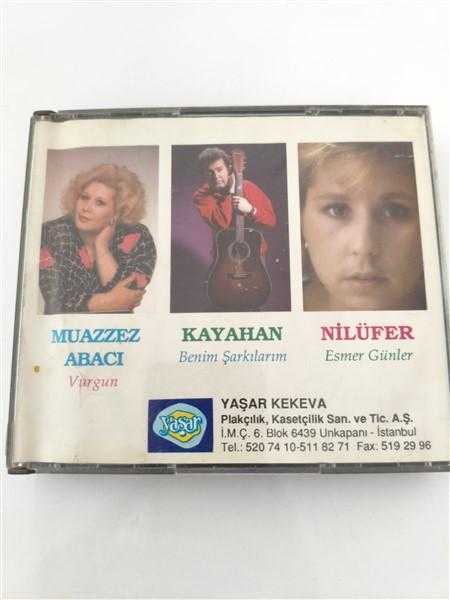 MUAZZEZ
ABACI
Vurgun
KAYAHAN
Benim Şarkılarım
NİLÜFER
Esmer Günler
yaşar
YAŞAR KEKEVA
Plakçılık, Kasetçilik San. ve Tic. A.Ş.
İ.M.Ç. 6. Blok 6439 Unkapanı - İstanbul
Tel.: 520 74 10-511 82 71 Fax: 519 29 96